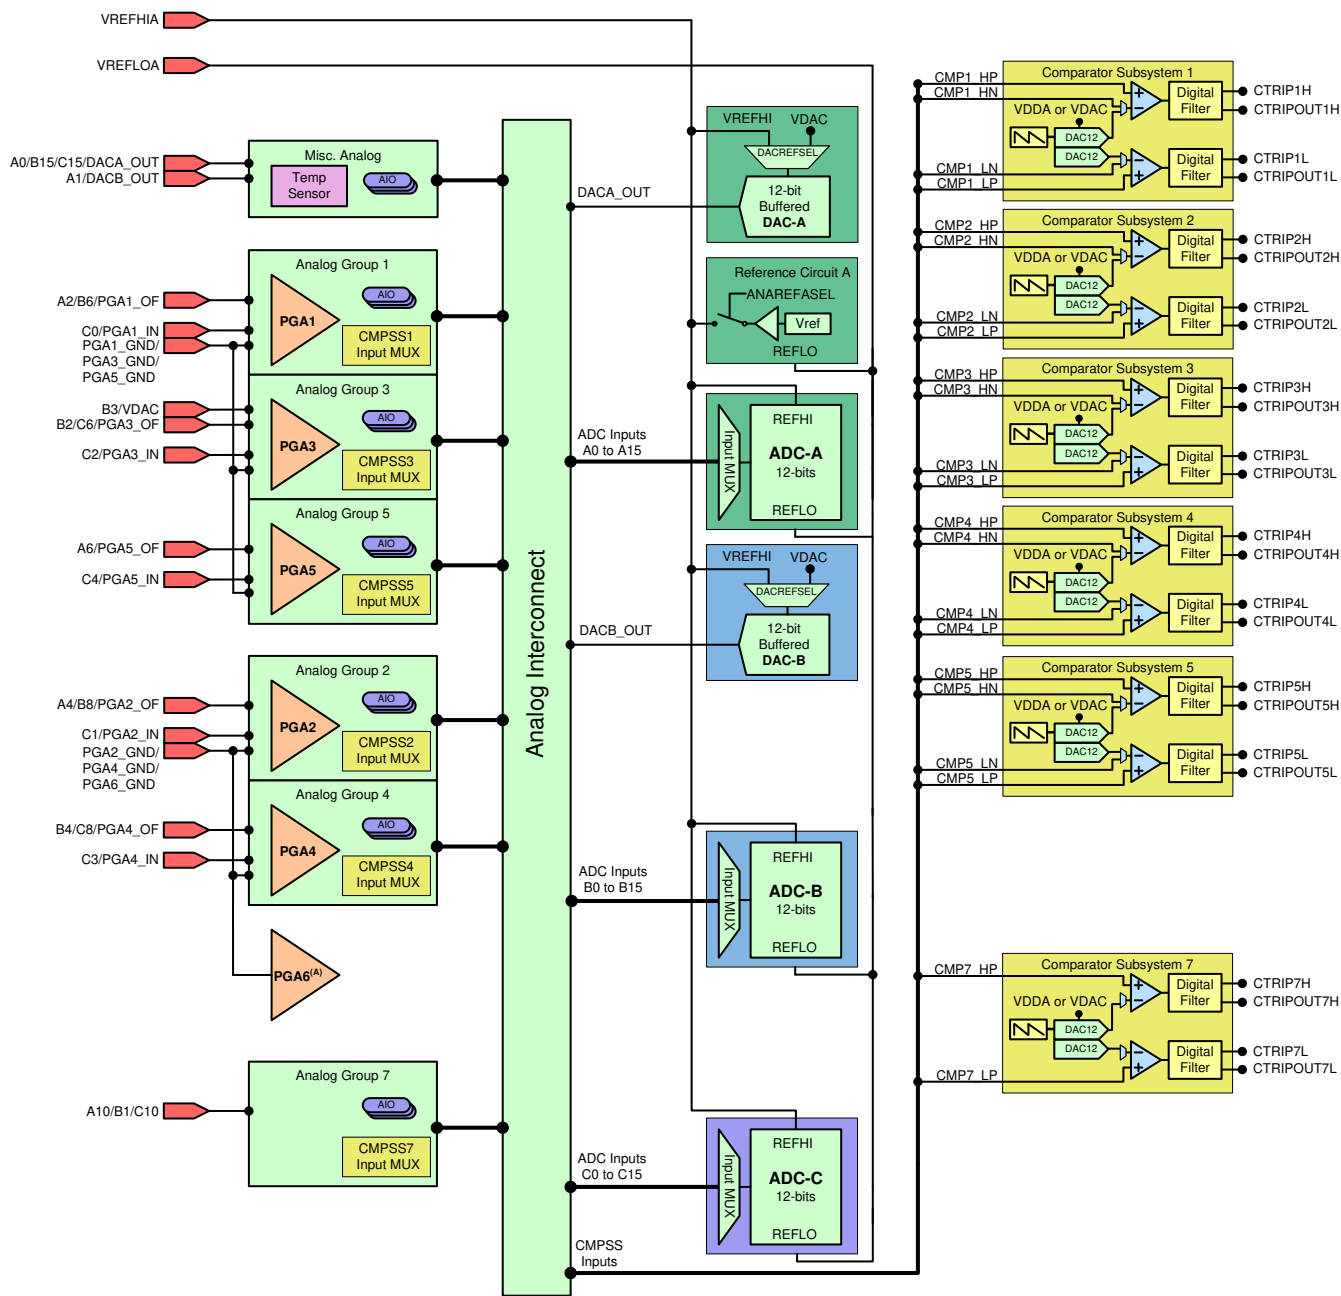 VREFHIA
VREFLOA
A0/B15/C15/DACA_OUT
A1/DACB_OUT
Misc. Analog
Temp
Sensor
AIO
Analog Group 1
A2/B6/PGA1_OF
C0/PGA1_IN
PGA1_GND/
PGA3_GND/
PGA5_GND
PGA1
AIO
CMPSS1
Input MUX
Analog Group 3
B3/VDAC
B2/C6/PGA3_OF
C2/PGA3_IN
PGA3
AIO
CMPSS3
Input MUX
Analog Group 5
A6/PGA5_OF
C4/PGA5_IN
PGA5
AIO
CMPSS5
Input MUX
Analog Group 2
A4/B8/PGA2_OF
C1/PGA2_IN
PGA2_GND/
PGA4_GND/
PGA6_GND
PGA2
AIO
CMPSS2
Input MUX
Analog Group 4
B4/C8/PGA4_OF
C3/PGA4_IN
PGA4
AIO
CMPSS4
Input MUX
PGA6(A)
Analog Group 7
A10/B1/C10
AIO
CMPSS7
Input MUX
Analog Interconnect
DACA_OUT
VREFHI
VDAC
DACREFSEL
12-bit
Buffered
DAC-A
Reference Circuit A
ANAREFASEL
Vref
REFLO
ADC Inputs
A0 to A15
Input MUX
REFHI
ADC-A
12-bits
REFLO
DACB_OUT
VREFHI
VDAC
DACREFSEL
12-bit
Buffered
DAC-B
ADC Inputs
B0 to B15
Input MUX
REFHI
ADC-B
12-bits
REFLO
ADC Inputs
C0 to C15
Input MUX
REFHI
ADC-C
12-bits
REFLO
CMPSS
Inputs
Comparator Subsystem 1
CMP1_HP
CMP1_HN
VDDA or VDAC
DAC12
DAC12
CMP1_LN
CMP1_LP
Digital
Filter
Digital
Filter
CTRIP1H
CTRIPOUT1H
CTRIP1L
CTRIPOUT1L
Comparator Subsystem 2
CMP2_HP
CMP2_HN
VDDA or VDAC
DAC12
DAC12
CMP2_LN
CMP2_LP
Digital
Filter
Digital
Filter
CTRIP2H
CTRIPOUT2H
CTRIP2L
CTRIPOUT2L
Comparator Subsystem 3
CMP3_HP
CMP3_HN
VDDA or VDAC
DAC12
DAC12
CMP3_LN
CMP3_LP
Digital
Filter
Digital
Filter
CTRIP3H
CTRIPOUT3H
CTRIP3L
CTRIPOUT3L
Comparator Subsystem 4
CMP4_HP
CMP4_HN
VDDA or VDAC
DAC12
DAC12
CMP4_LN
CMP4_LP
Digital
Filter
Digital
Filter
CTRIP4H
CTRIPOUT4H
CTRIP4L
CTRIPOUT4L
Comparator Subsystem 5
CMP5_HP
CMP5_HN
VDDA or VDAC
DAC12
DAC12
CMP5_LN
CMP5_LP
Digital
Filter
Digital
Filter
CTRIP5H
CTRIPOUT5H
CTRIP5L
CTRIPOUT5L
Comparator Subsystem 7
CMP7_HP
VDDA or VDAC
DAC12
DAC12
CMP7_LP
Digital
Filter
Digital
Filter
CTRIP7H
CTRIPOUT7H
CTRIP7L
CTRIPOUT7L